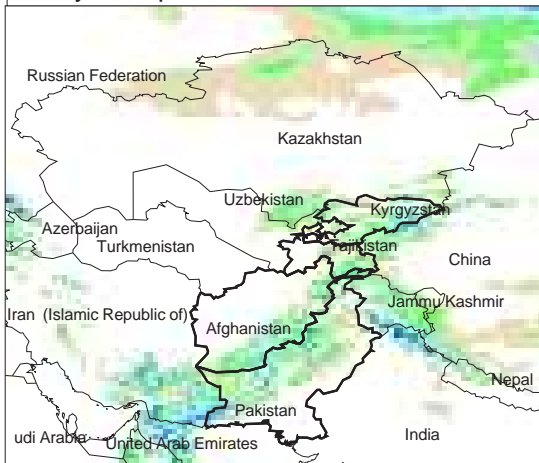 Russian Federation
Kazakhstan
Uzbekistan
Kyrgyzstan
Azerbaijan
Turkmenistan
Tajikistan
China
Iran (Islamic Republic of)
Jammu Kashmir
Afghanistan
Nepal
Pakistan
udi Arabia
United Arab Emirates
India